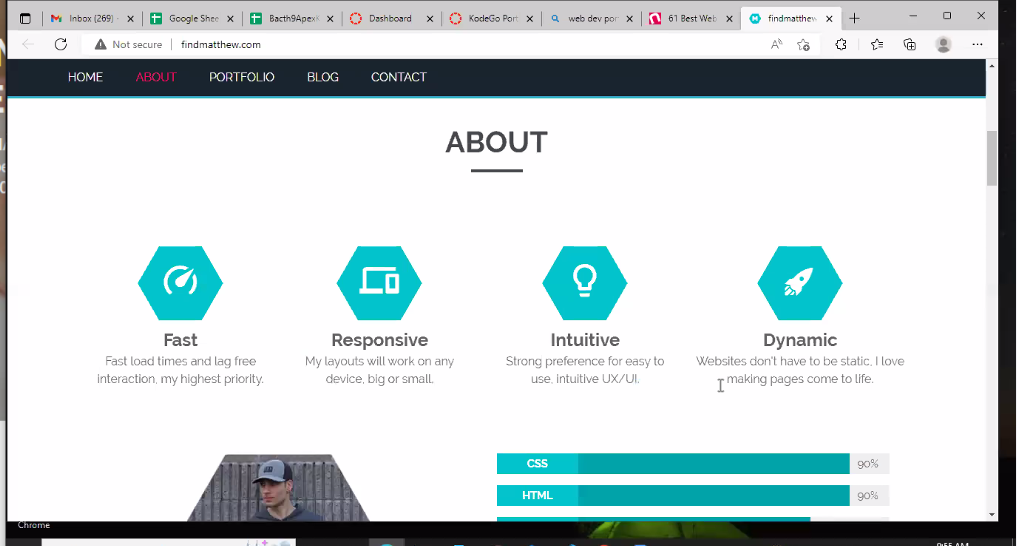 Inbox (269)
Google Shee
Bacth9Apex
Dashboard
KodeGo Port
web dev por
61 Best Web
findmatthew
Not secure
findmatthew.com
HOME ABOUT PORTFOLIO BLOG CONTACT
ABOUT
Fast
Fast load times and lag free
interaction, my highest priority.
Responsive
My layouts will work on any
device, big or small.
Intuitive
Strong preference for easy to
use, intuitive UX/UI.
Dynamic
Websites don't have to be static, I love
making pages come to life.
CSS 90%
HTML 90%
Chrome